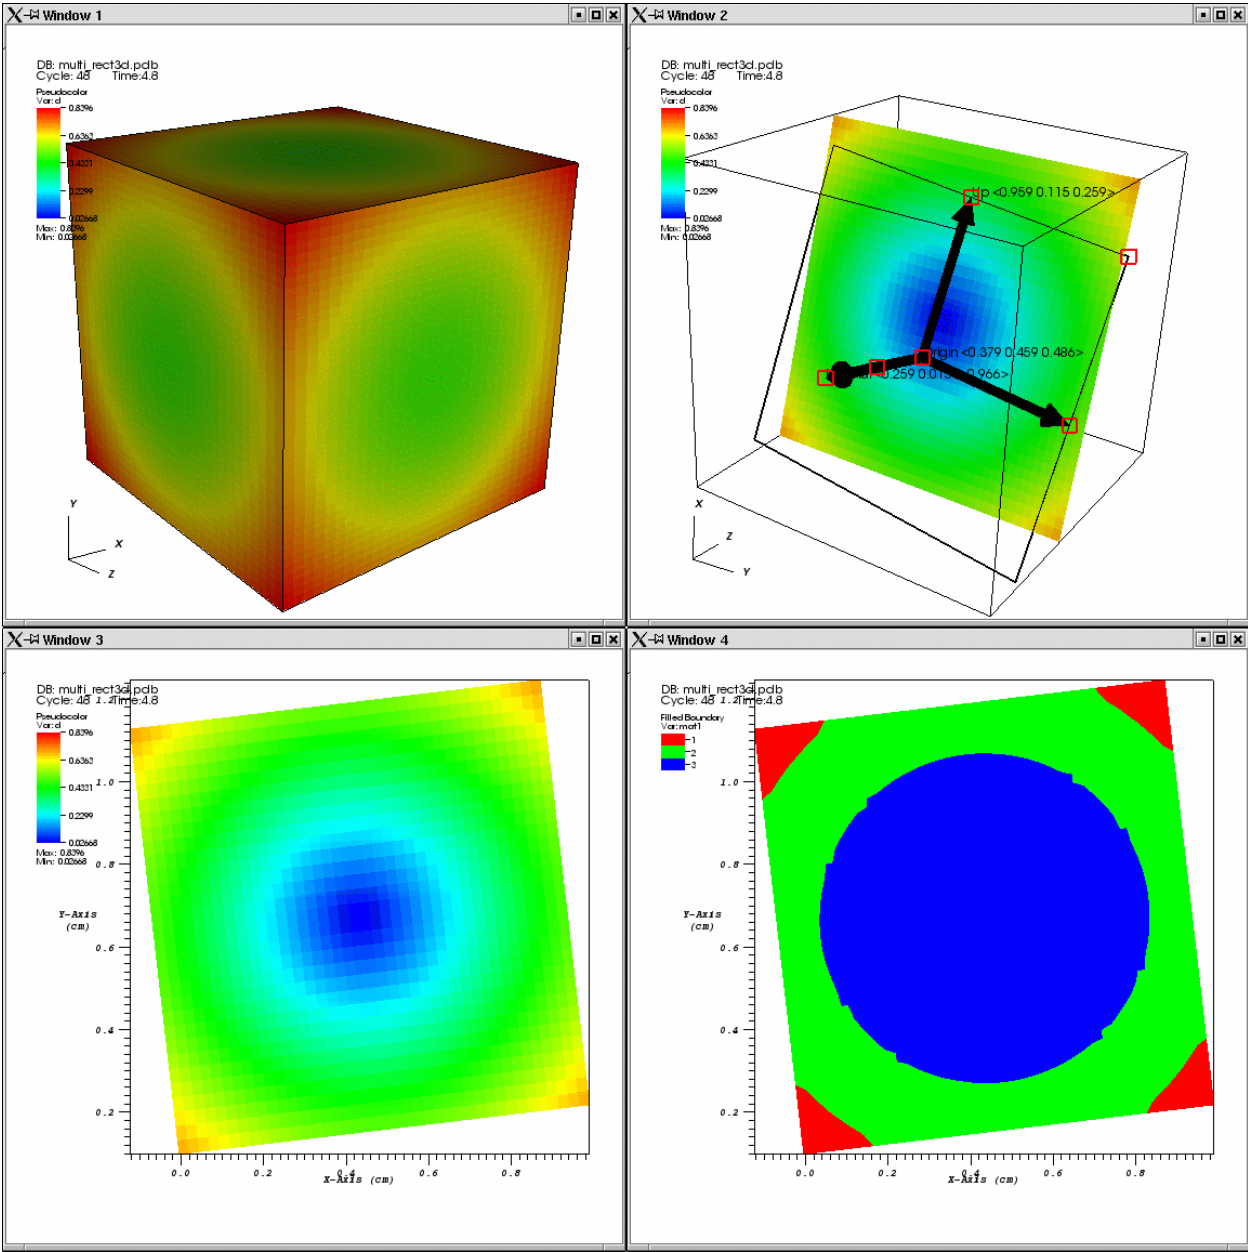 Window 1
DB: multi_rect3d.pdb
Cycle: 48 Time:4.8
Pseudocolor
Var: d
0.8396
0.6363
0.4331
0.2299
0.02668
Max: 0.8396
Min: 0.02668
Y
X
Z
Window 2
DB: multi_rect3d.pdb
Cycle: 48 Time:4.8
Pseudocolor
Var: d
0.8396
0.6363
0.4331
0.2299
0.02668
Max: 0.8396
Min: 0.02668
Up <0.959 0.115 0.259>
Origin <0.379 0.459 0.486>
0.966>
X
Z
Y
Window 3
DB: multi_rect3d.pdb
Cycle: 48 Time:4.8
Pseudocolor
Var: d
0.8396
0.6363
0.4331
0.2299
0.02668
Max: 0.8396
Min: 0.02668
1.2
1.0
0.8
Y-Axis
(cm)
0.6
0.4
0.2
0.0 0.2 0.4 0.6 0.8
X-Axis (cm)
Window 4
DB: multi_rect3d.pdb
Cycle: 48 Time:4.8
Filled Boundary
Var: mat1
1
2
3
1.2
1.0
0.8
Y-Axis
(cm)
0.6
0.4
0.2
0.0 0.2 0.4 0.6 0.8
X-Axis (cm)